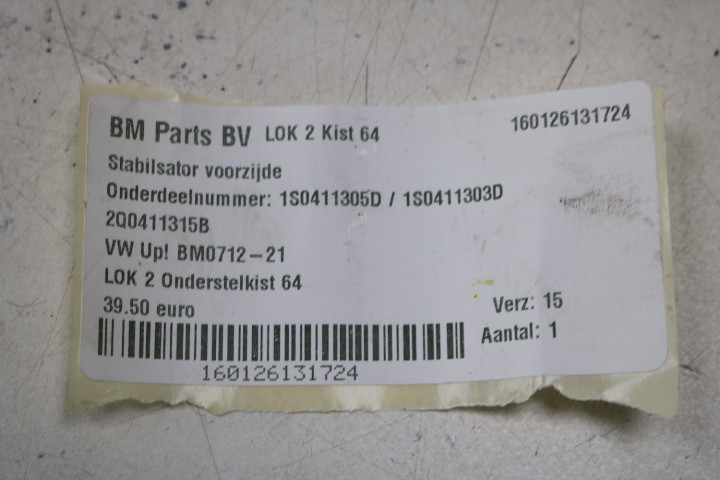 BM Parts BV LOK 2 Kist 64 160126131724
Stabilsator voorzijde
Onderdeelnummer: 1S0411305D / 1S0411303D
2Q0411315B
VW Up! BM0712-21
LOK 2 Onderstelkist 64
39.50 euro
Verz: 15
Aantal: 1
160126131724